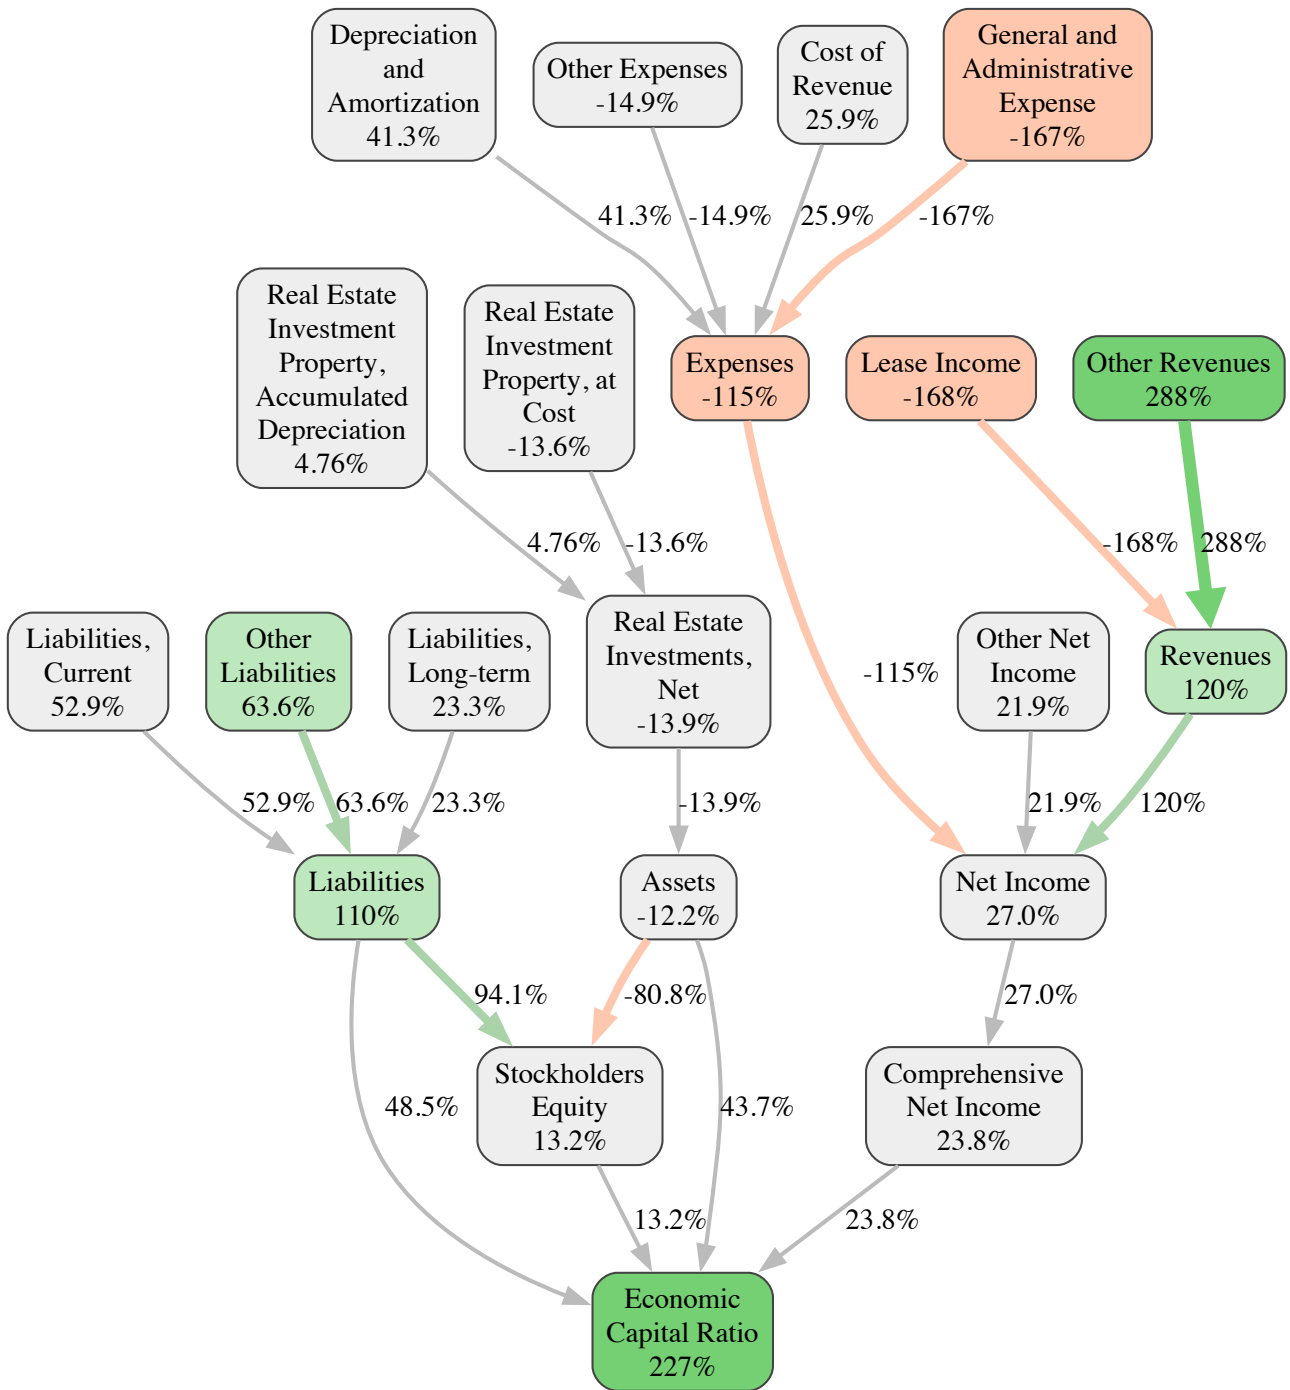 Depreciation
and
Amortization
41.3%
Other Expenses
-14.9%
Cost of
Revenue
25.9%
General and
Administrative
Expense
-167%
41.3%
-14.9%
25.9%
-167%
Real Estate
Investment
Property,
Accumulated
Depreciation
4.76%
Real Estate
Investment
Property, at
Cost
-13.6%
Expenses
-115%
Lease Income
-168%
Other Revenues
288%
4.76%
-13.6%
-168%
288%
Liabilities,
Current
52.9%
Other
Liabilities
63.6%
Liabilities,
Long-term
23.3%
Real Estate
Investments,
Net
-13.9%
-115%
Other Net
Income
21.9%
Revenues
120%
52.9%
63.6%
23.3%
-13.9%
21.9%
120%
Liabilities
110%
Assets
-12.2%
Net Income
27.0%
94.1%
-80.8%
27.0%
48.5%
Stockholders
Equity
13.2%
43.7%
Comprehensive
Net Income
23.8%
13.2%
23.8%
Economic
Capital Ratio
227%